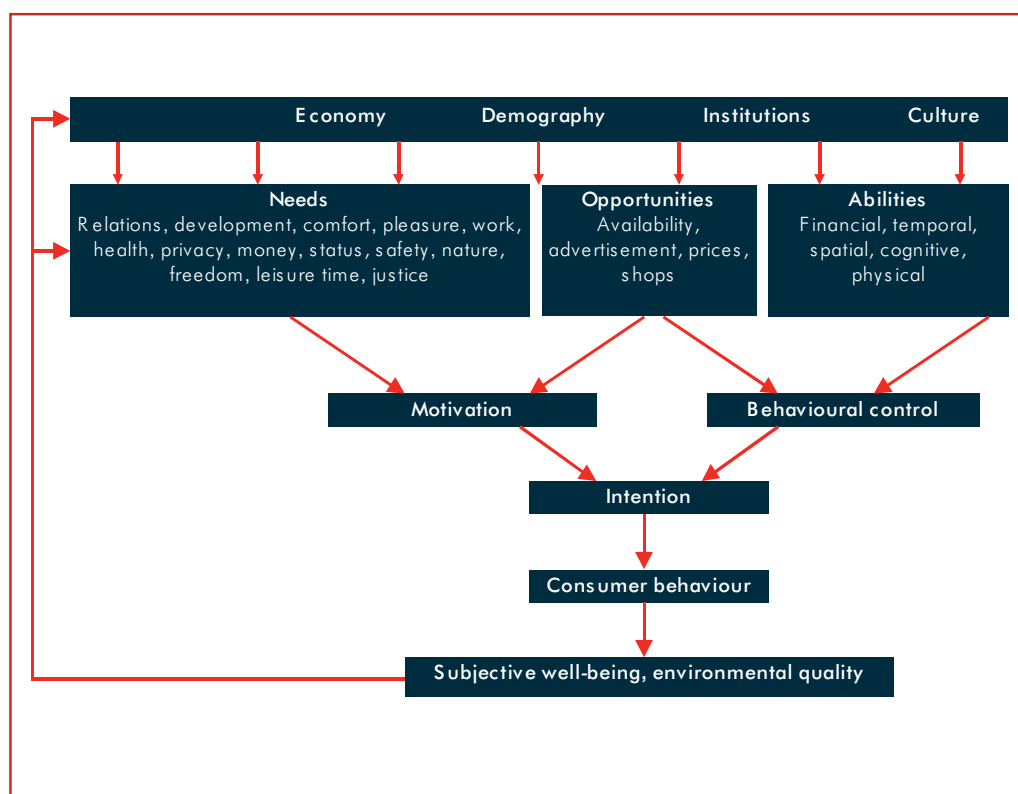 Economy Demography Institutions Culture
Needs
Relations, development, comfort, pleasure, work,
health, privacy, money, status, safety, nature,
freedom, leisure time, justice
Opportunities
Availability,
advertisement, prices,
shops
Abilities
Financial, temporal,
spatial, cognitive,
physical
Motivation
Behavioural control
Intention
Consumer behaviour
Subjective well-being, environmental quality